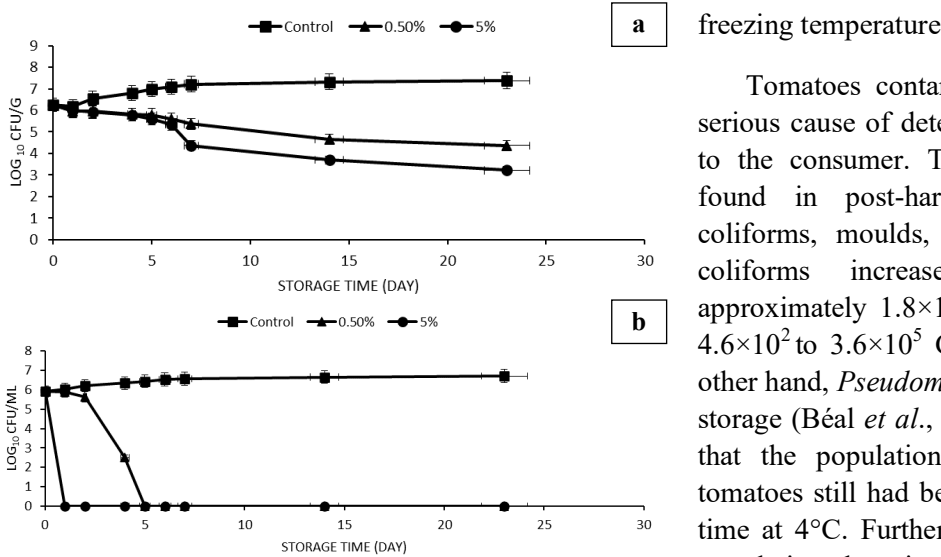 Control 0.50% 5%
a
9
8
7
6
5
4
3
2
1
0
LOG 10 CFU/G
0 5 10 15 20 25 30
STORAGE TIME (DAY)
Control 0.50% 5%
b
8
7
6
5
4
3
2
1
0
LOG10 CFU/ML
0 5 10 15 20 25 30
STORAGE TIME (DAY)
freezing temperature
Tomatoes contar
serious cause of dete
to the consumer. T
found in post-har
coliforms, moulds,
coliforms increase
approximately 1.8×1
4.6×10² to 3.6×10⁵ C
other hand, Pseudom
storage (Béal et al.,
that the population
tomatoes still had be
time at 4°C. Further